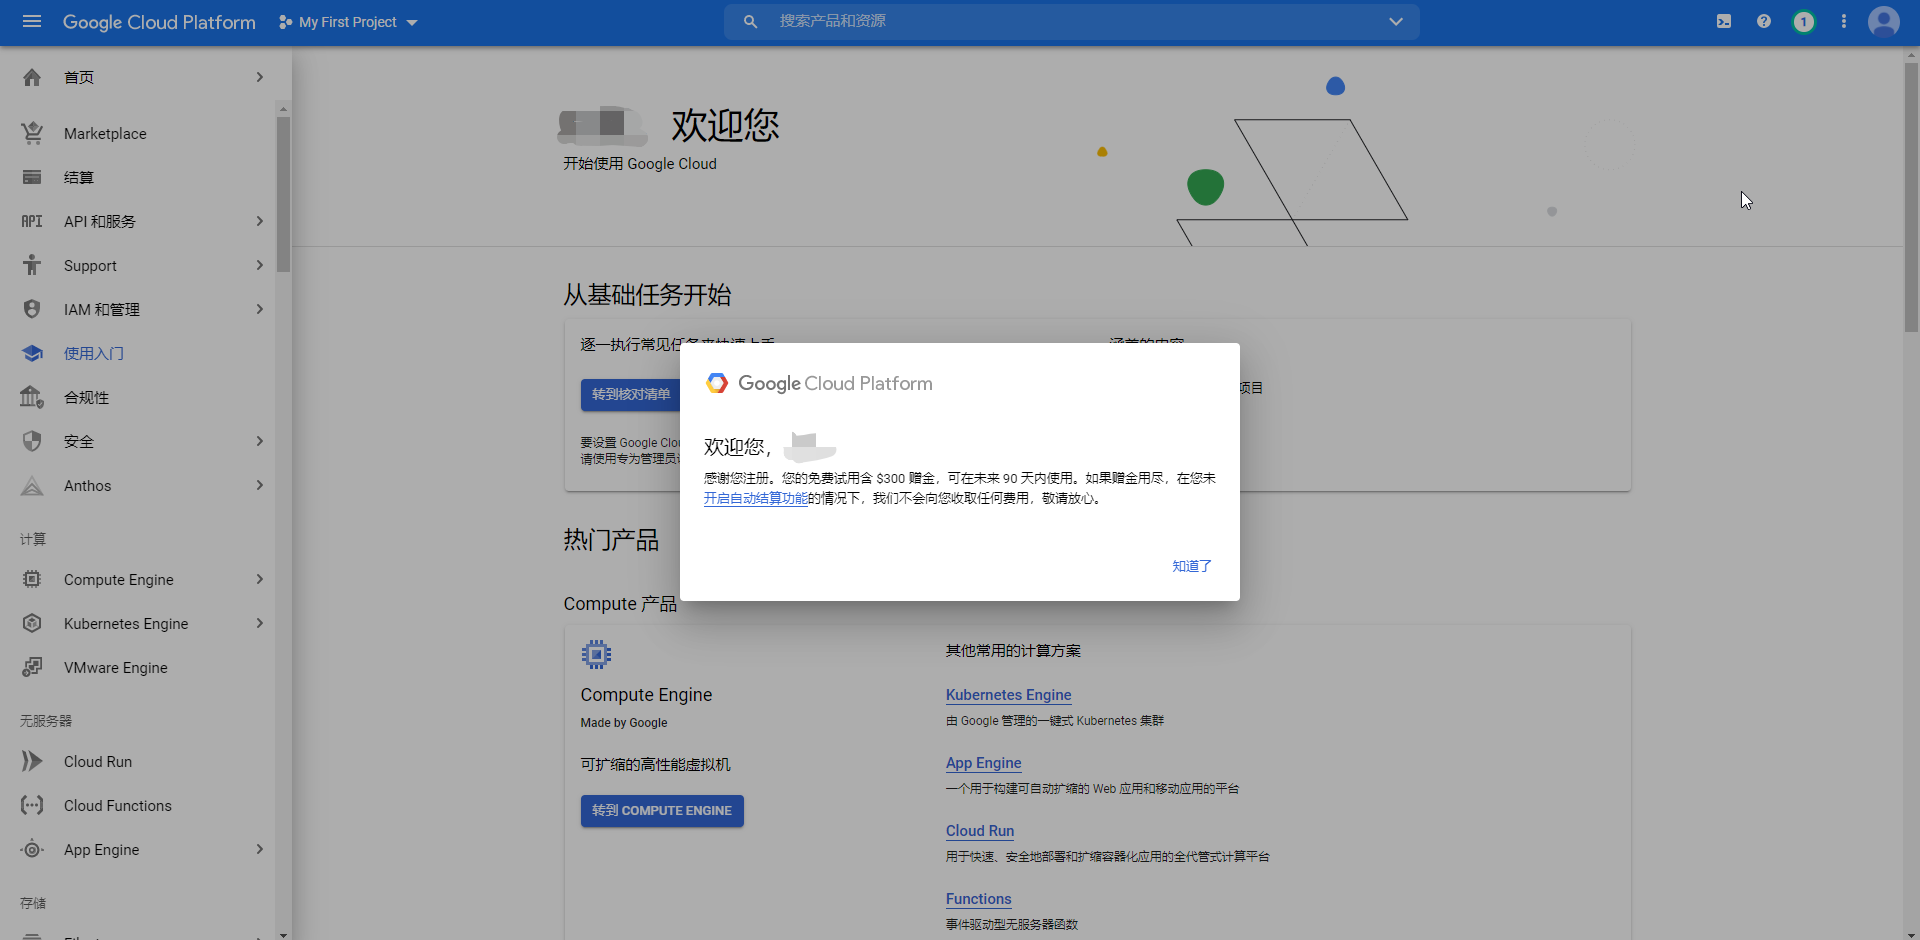 Google Cloud Platform
My First Project
搜索产品和资源
1
首页
Marketplace
结算
API
API 和服务
Support
IAM 和管理
使用入门
合规性
安全
Anthos
计算
Compute Engine
Kubernetes Engine
VMware Engine
无服务器
Cloud Run
Cloud Functions
App Engine
存储
欢迎您
开始使用 Google Cloud
从基础任务开始
逐一执行常见任务来快速上手
转到核对清单
要设置 Google Clou
请使用专为管理员
涵盖的内容
项目
热门产品
Compute 产品
Compute Engine
Made by Google
可扩缩的高性能虚拟机
转到 COMPUTE ENGINE
其他常用的计算方案
Kubernetes Engine
由 Google 管理的一键式 Kubernetes 集群
App Engine
一个用于构建可自动扩缩的 Web 应用和移动应用的平台
Cloud Run
用于快速、安全地部署和扩缩容器化应用的全代管式计算平台
Functions
事件驱动型无服务器函数
Google Cloud Platform
欢迎您，
感谢您注册。您的免费试用含 $300 赠金，可在未来 90 天内使用。如果赠金用尽，在您未
开启自动结算功能的情况下，我们不会向您收取任何费用，敬请放心。
知道了